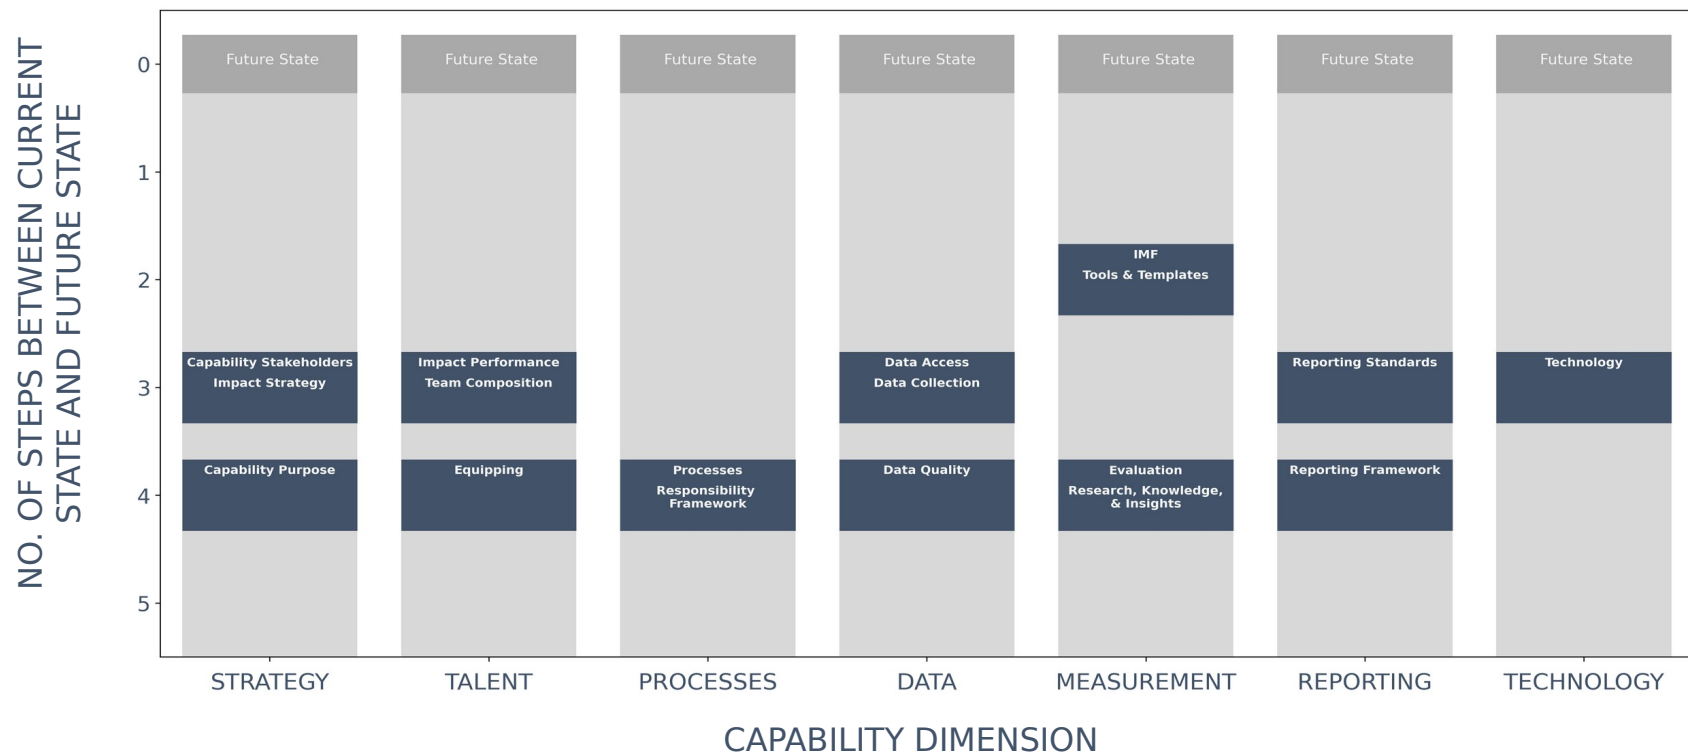 NO. OF STEPS BETWEEN CURRENT
STATE AND FUTURE STATE
0
1
2
3
4
5
Future State
Future State
Future State
Future State
Future State
Future State
Future State
IMF
Tools & Templates
Capability Stakeholders
Impact Strategy
Impact Performance
Team Composition
Data Access
Data Collection
Reporting Standards
Technology
Capability Purpose
Equipping
Processes
Responsibility
Framework
Data Quality
Evaluation
Research, Knowledge,
& Insights
Reporting Framework
STRATEGY
TALENT
PROCESSES
DATA
MEASUREMENT
REPORTING
TECHNOLOGY
CAPABILITY DIMENSION